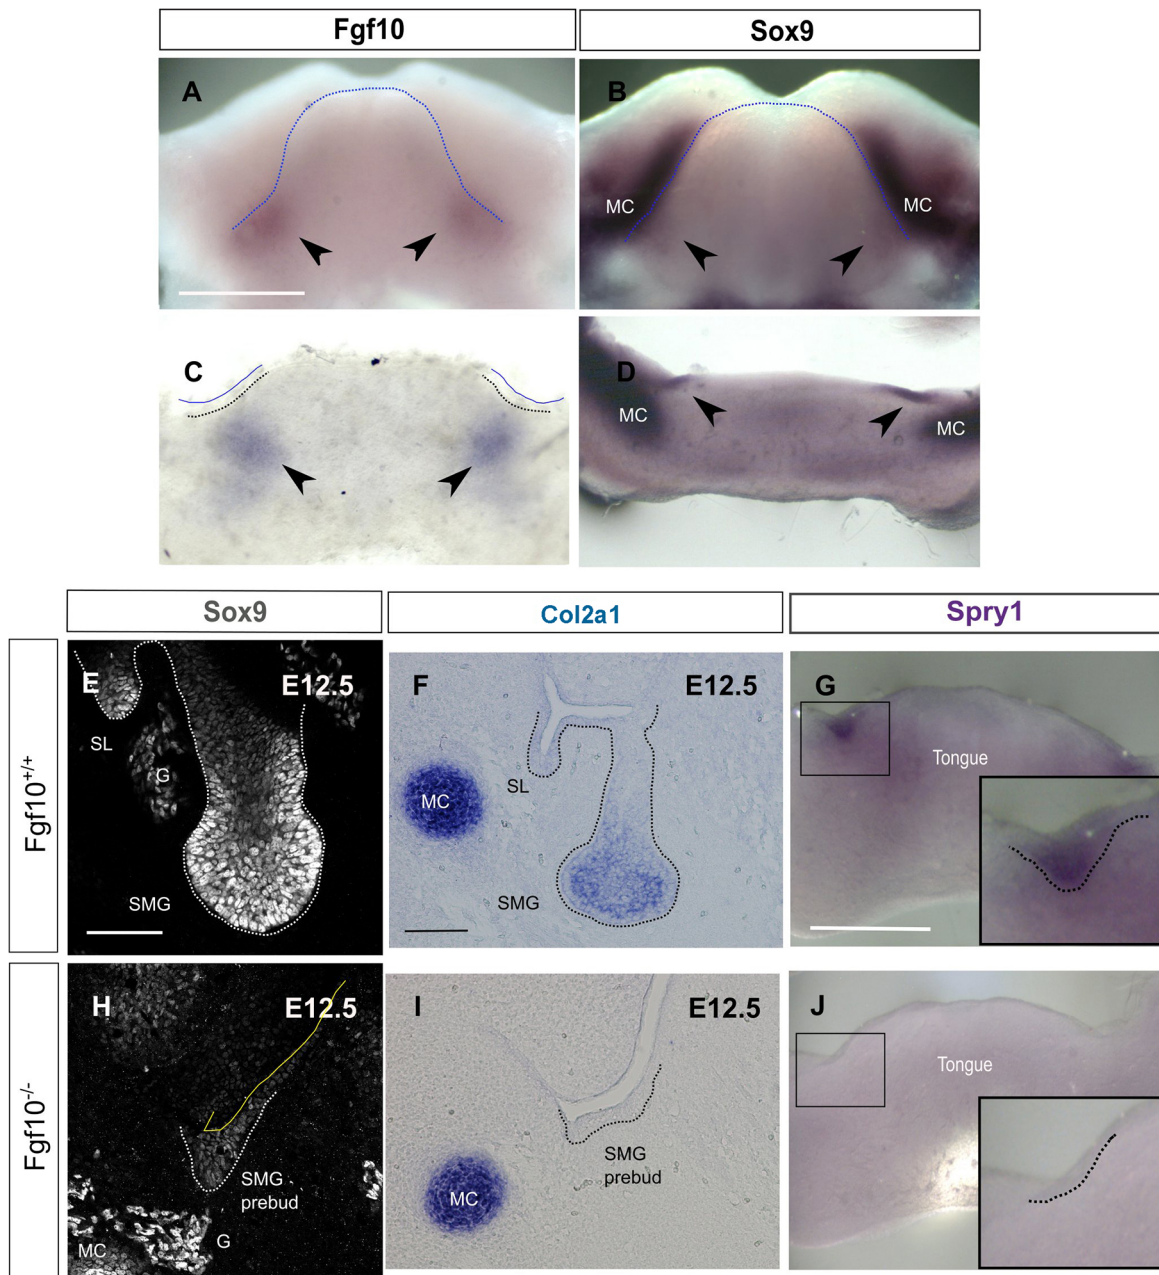 Fgf10
Sox9
A
B
MC
MC
C
D
MC
MC
Sox9
Col2a1
Spry1
Fgf10+/+
E
E12.5
SL
G
SMG
F
E12.5
MC
SL
SMG
G
Tongue
Fgf10-/-
H
E12.5
SMG
prebud
MC
G
I
E12.5
SMG
prebud
MC
J
Tongue